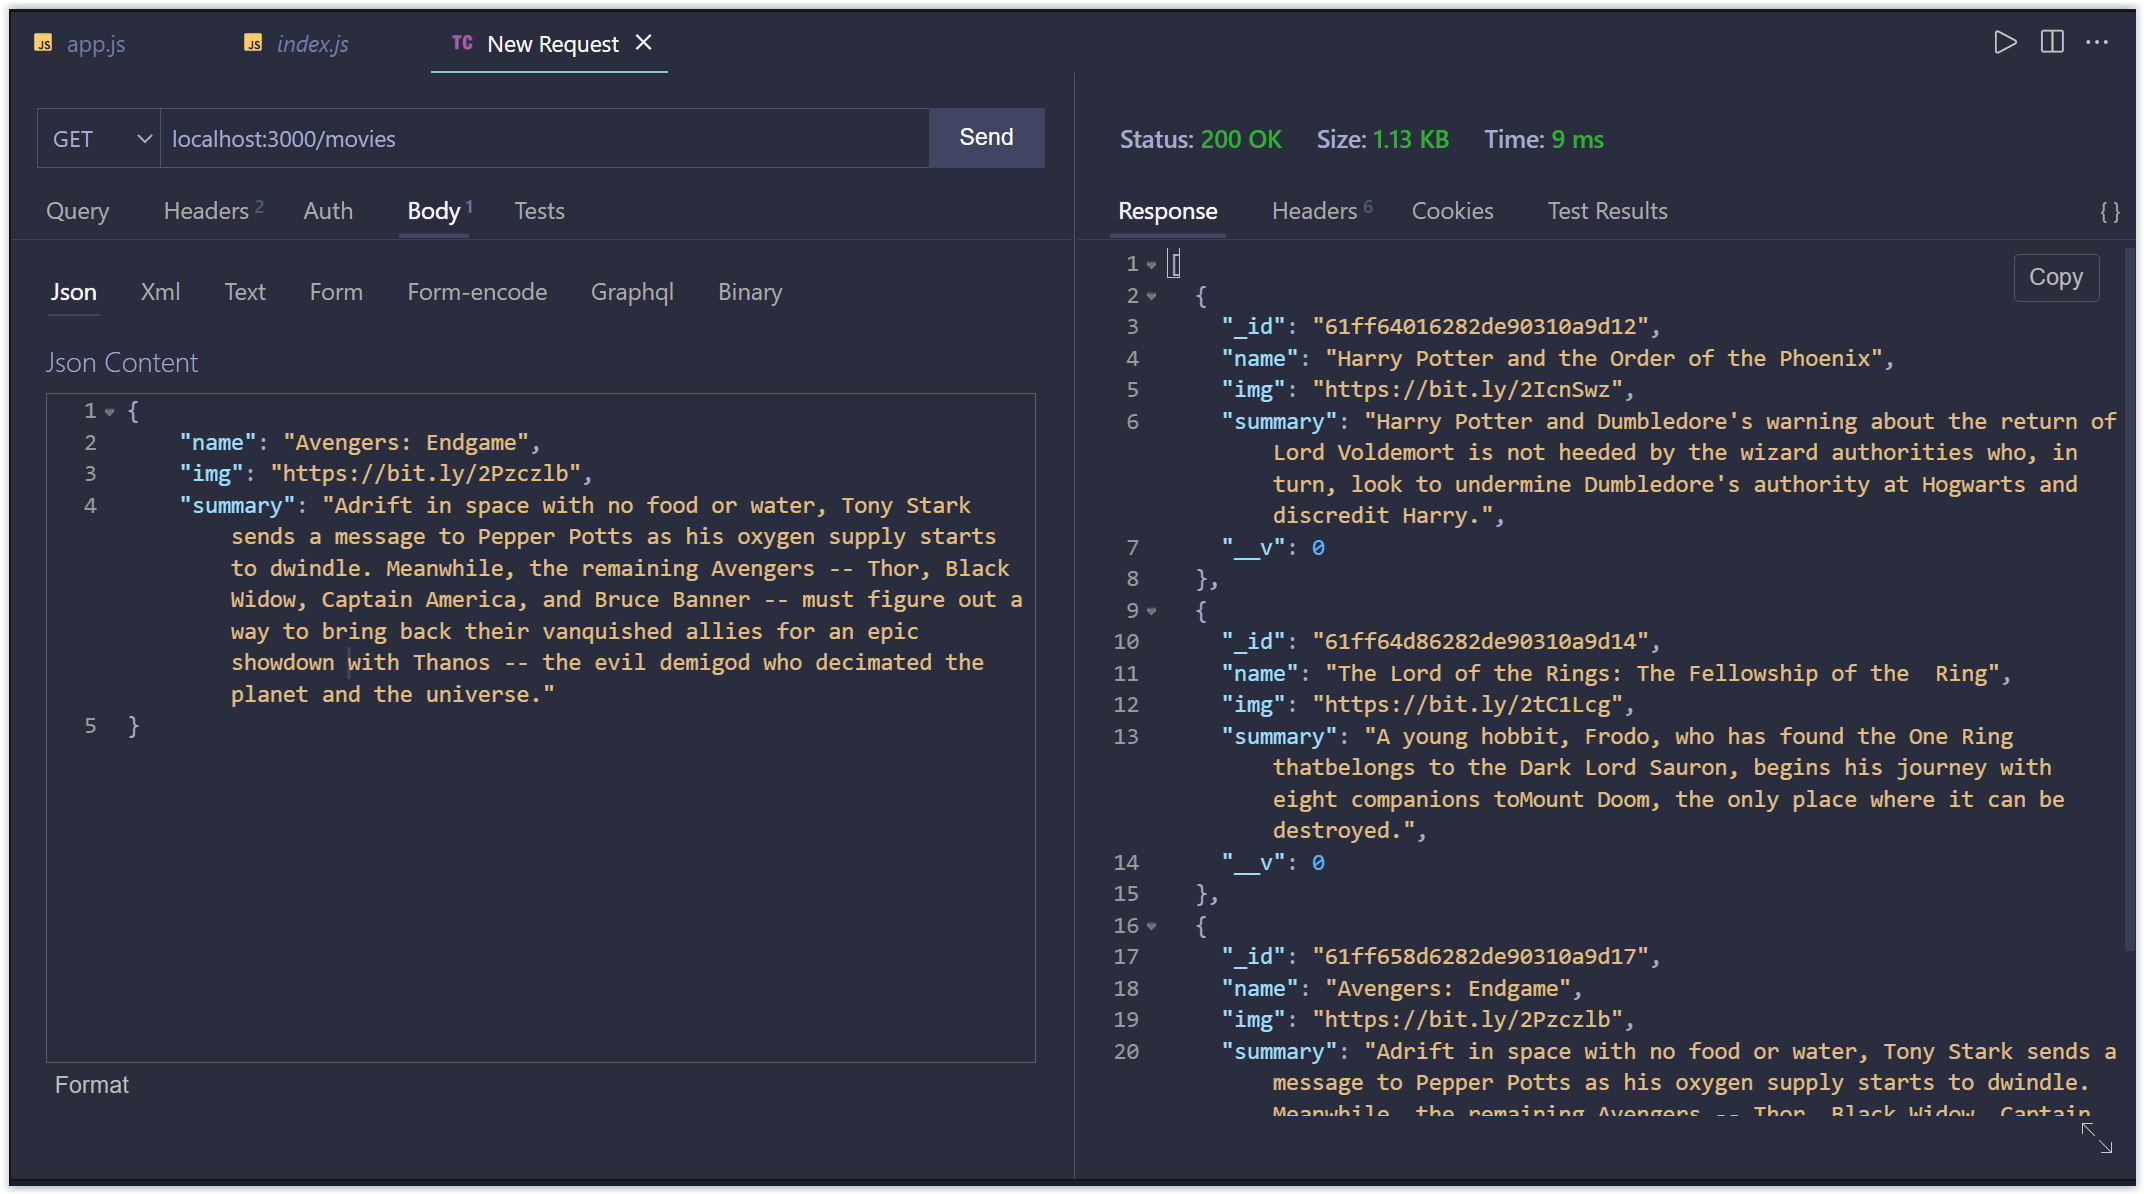 app.js
index.js
TC New Request
GET localhost:3000/movies Send
Query Headers 2 Auth Body 1 Tests
Json Xml Text Form Form-encode Graphql Binary
Json Content
1 {
2 "name": "Avengers: Endgame",
3 "img": "https://bit.ly/2Pzczlb",
4 "summary": "Adrift in space with no food or water, Tony Stark
sends a message to Pepper Potts as his oxygen supply starts
to dwindle. Meanwhile, the remaining Avengers -- Thor, Black
Widow, Captain America, and Bruce Banner -- must figure out a
way to bring back their vanquished allies for an epic
showdown with Thanos -- the evil demigod who decimated the
planet and the universe."
5 }
Format
Status: 200 OK Size: 1.13 KB Time: 9 ms
Response Headers 6 Cookies Test Results { }
Copy
1 [
2 {
3 "_id": "61ff64016282de90310a9d12",
4 "name": "Harry Potter and the Order of the Phoenix",
5 "img": "https://bit.ly/2IcnSwz",
6 "summary": "Harry Potter and Dumbledore's warning about the return of
Lord Voldemort is not heeded by the wizard authorities who, in
turn, look to undermine Dumbledore's authority at Hogwarts and
discredit Harry.",
7 "__v": 0
8 },
9 {
10 "_id": "61ff64d86282de90310a9d14",
11 "name": "The Lord of the Rings: The Fellowship of the  Ring",
12 "img": "https://bit.ly/2tC1Lcg",
13 "summary": "A young hobbit, Frodo, who has found the One Ring
thatbelongs to the Dark Lord Sauron, begins his journey with
eight companions toMount Doom, the only place where it can be
destroyed.",
14 "__v": 0
15 },
16 {
17 "_id": "61ff658d6282de90310a9d17",
18 "name": "Avengers: Endgame",
19 "img": "https://bit.ly/2Pzczlb",
20 "summary": "Adrift in space with no food or water, Tony Stark sends a
message to Pepper Potts as his oxygen supply starts to dwindle.
Meanwhile, the remaining Avengers -- Thor, Black Widow, Captain